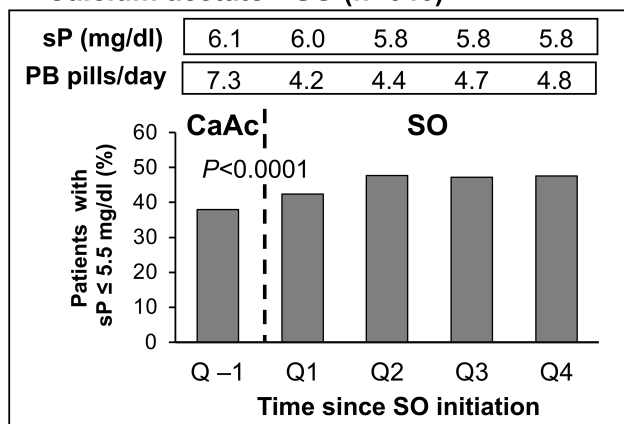 sP (mg/dl) 6.1 6.0 5.8 5.8 5.8
PB pills/day 7.3 4.2 4.4 4.7 4.8
CaAc SO
P<0.0001
Patients with
sP ≤ 5.5 mg/dl (%)
60
50
40
30
20
10
0
Q –1 Q1 Q2 Q3 Q4
Time since SO initiation